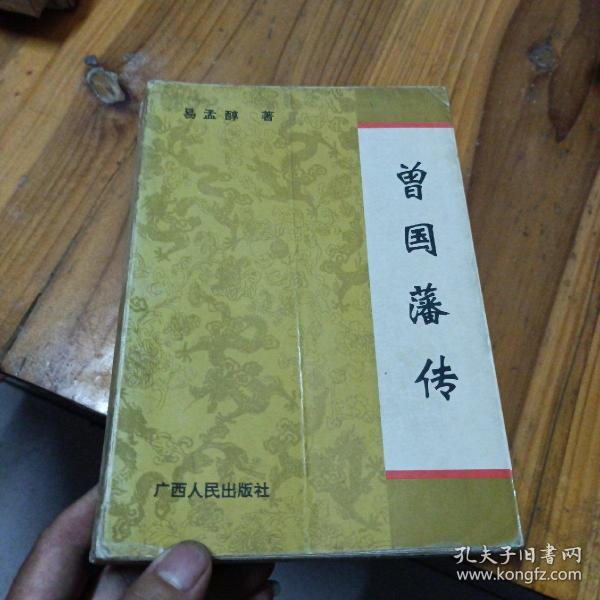 易孟醇 著
曾国藩传
广西人民出版社
孔夫子旧书网
www.kongfz.com